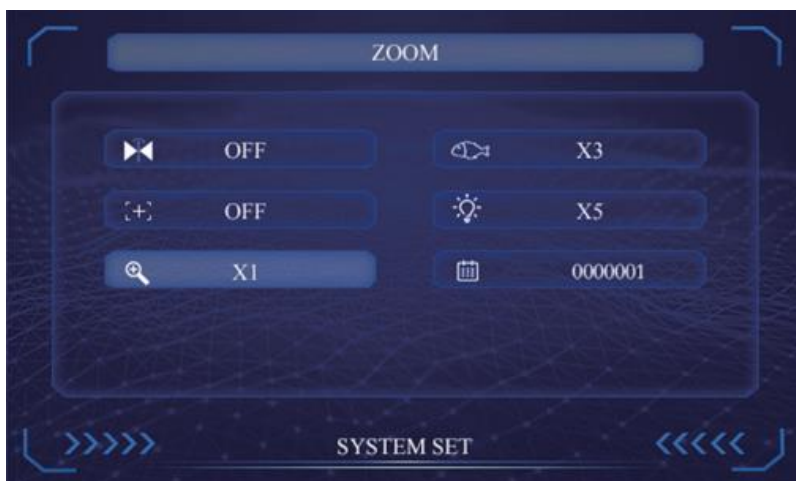 ZOOM
OFF X3
OFF X5
X1 0000001
SYSTEM SET